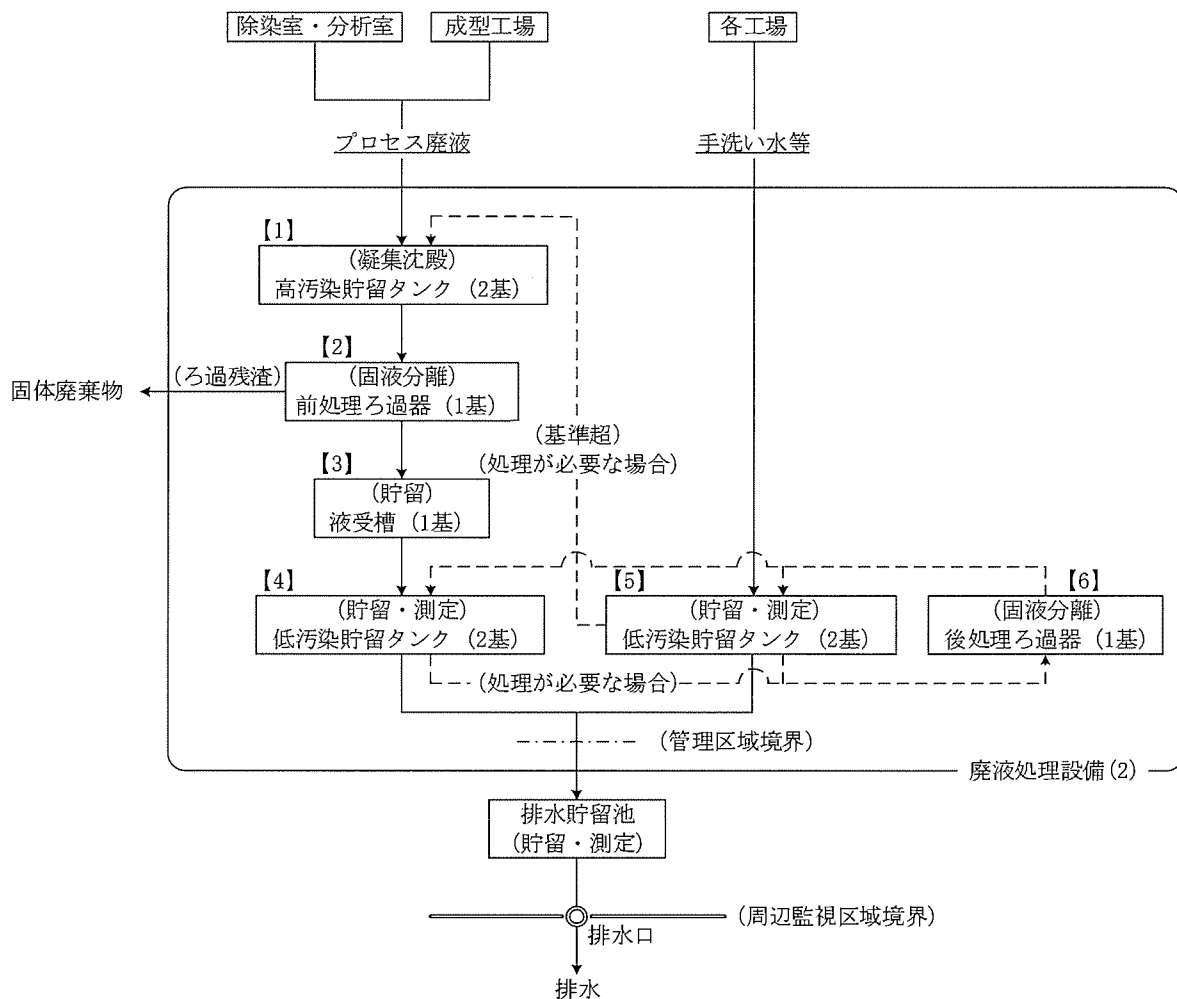 除染室・分析室
成型工場
各工場
プロセス廃液
手洗い水等
【1】
(凝集沈殿)
高汚染貯留タンク (2基)
【2】
(固液分離)
前処理ろ過器 (1基)
(ろ過残渣)
固体廃棄物
(基準超)
(処理が必要な場合)
【3】
(貯留)
液受槽 (1基)
【4】
(貯留・測定)
低汚染貯留タンク (2基)
【5】
(貯留・測定)
低汚染貯留タンク (2基)
【6】
(固液分離)
後処理ろ過器 (1基)
(処理が必要な場合)
(管理区域境界)
廃液処理設備(2)
排水貯留池
(貯留・測定)
(周辺監視区域境界)
排水口
排水